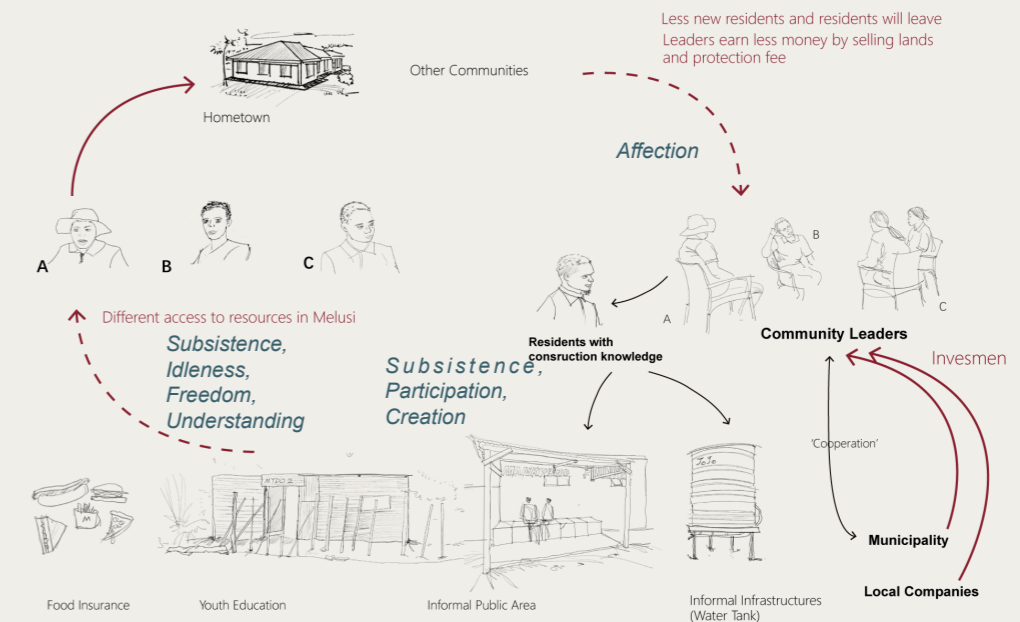 Less new residents and residents will leave
Leaders earn less money by selling lands
and protection fee
Other Communities
Hometown
Affection
A
B
C
A
B
C
Different access to resources in Melusi
Subsistence,
Idleness,
Freedom,
Understanding
Subsistence,
Participation,
Creation
Residents with
consruction knowledge
Community Leaders
Invesmen
'Cooperation'
JoJo
Municipality
Local Companies
Food Insurance
Youth Education
Informal Public Area
Informal Infrastructures
(Water Tank)